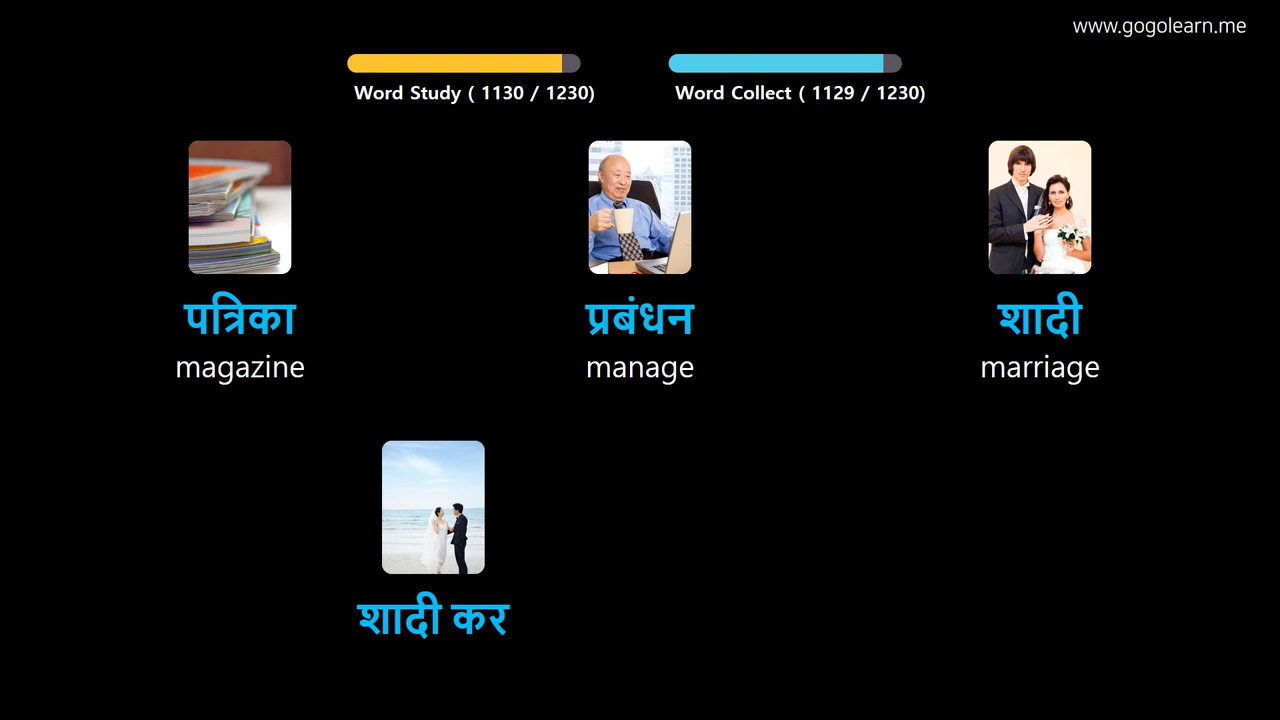 www.gogolearn.me
Word Study ( 1130 / 1230)
Word Collect ( 1129 / 1230)
पत्रिका
magazine
प्रबंधन
manage
शादी
marriage
शादी कर